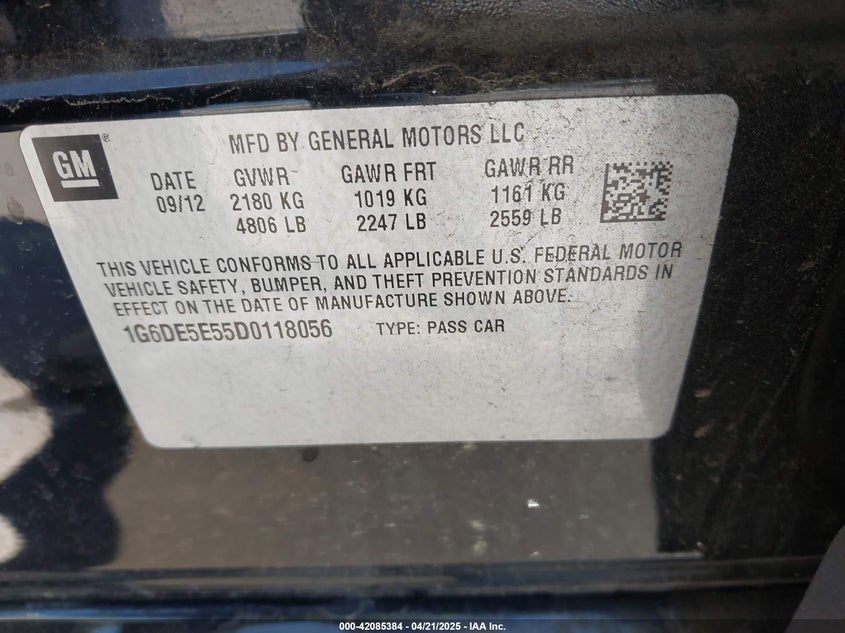 GM®
MFD BY GENERAL MOTORS LLC
DATE GVWR GAWR FRT GAWR RR
09/12 2180 KG 1019 KG 1161 KG
4806 LB 2247 LB 2559 LB
THIS VEHICLE CONFORMS TO ALL APPLICABLE U.S. FEDERAL MOTOR
VEHICLE SAFETY, BUMPER, AND THEFT PREVENTION STANDARDS IN
EFFECT ON THE DATE OF MANUFACTURE SHOWN ABOVE.
1G6DE5E55D0118056 TYPE: PASS CAR
000-42085384 - 04/21/2025 - IAA Inc.